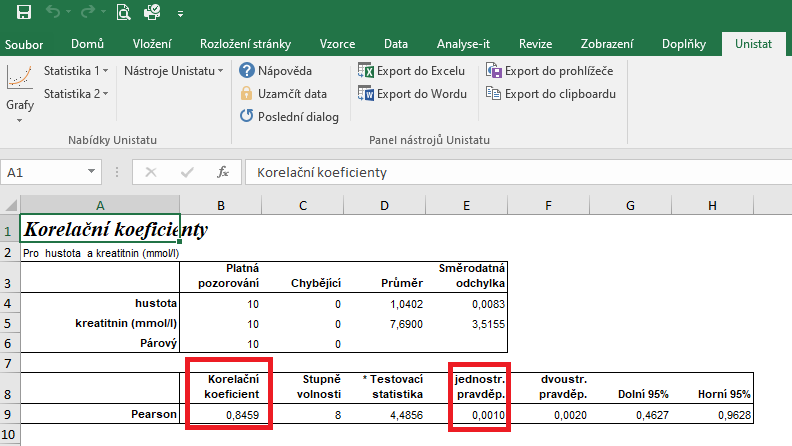 Soubor Domů Vložení Rozložení stránky Vzorce Data Analyse-it Revize Zobrazení Doplňky Unistat
Grafy
Statistika 1
Statistika 2
Nástroje Unistatu
Nabídky Unistatu
Nápověda
Uzamčít data
Poslední dialog
Export do Excelu
Export do Wordu
Export do prohlížeče
Export do clipboardu
Panel nástrojů Unistatu
A1 fx Korelační koeficienty
A B C D E F G H
1 Korelační koeficienty
2 Pro hustota a kreatitnin (mmol/l)
Platná Směrodatná
3 pozorování Chybějící Průměr odchylka
4 hustota 10 0 1,0402 0,0083
5 kreatitnin (mmol/l) 10 0 7,6900 3,5155
6 Párový 10 0
7
Korelační Stupně * Testovací jednostr. dvoustr.
8 koeficient volnosti statistika pravděp. pravděp. Dolní 95% Horní 95%
9 Pearson 0,8459 8 4,4856 0,0010 0,0020 0,4627 0,9628
10